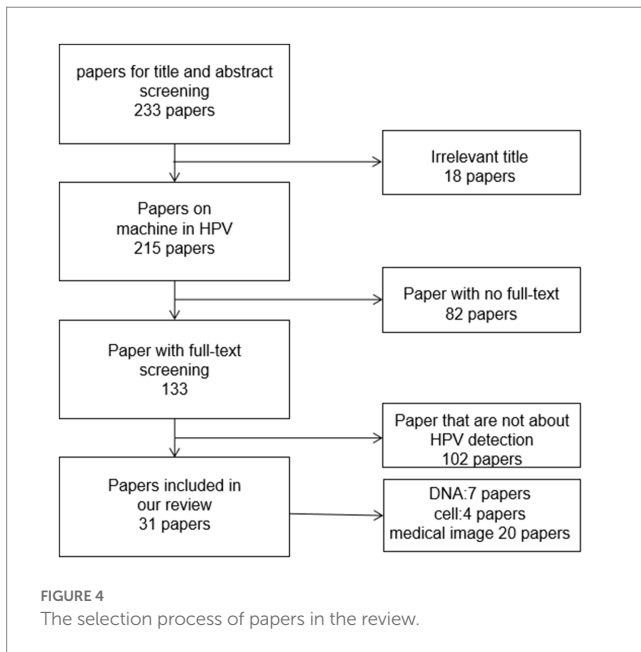 papers for title and abstract
screening
233 papers
Irrelevant title
18 papers
Papers on
machine in HPV
215 papers
Paper with no full-text
82 papers
Paper with full-text
screening
133
Paper that are not about
HPV detection
102 papers
Papers included in
our review
31 papers
DNA:7 papers
cell:4 papers
medical image 20 papers
FIGURE 4
The selection process of papers in the review.